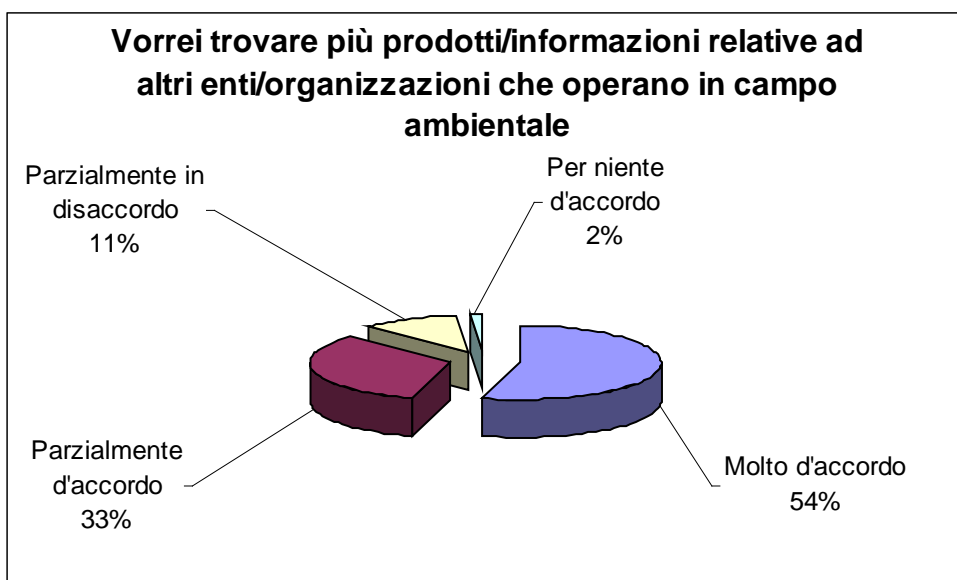 Vorrei trovare più prodotti/informazioni relative ad
altri enti/organizzazioni che operano in campo
ambientale
Parzialmente in
disaccordo
11%
Per niente
d'accordo
2%
Parzialmente
d'accordo
33%
Molto d'accordo
54%